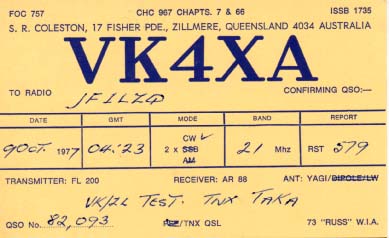 FOC 757 CHC 967 CHAPTS. 7 & 66 ISSB 1735
S. R. COLESTON, 17 FISHER PDE., ZILLMERE, QUEENSLAND 4034 AUSTRALIA
VK4XA
TO RADIO JF1LZQ CONFIRMING QSO:—
DATE GMT MODE BAND REPORT
9 OCT. 1977 04.'23 2 x CW ✓ SSB AM 21 Mhz RST 579
TRANSMITTER: FL 200 RECEIVER: AR 88 ANT: YAGI/DIPOLE/LW
VK/ZL TEST. TNX TAKA
QSO No. 82,093 /TNX QSL 73 "RUSS" W.I.A.